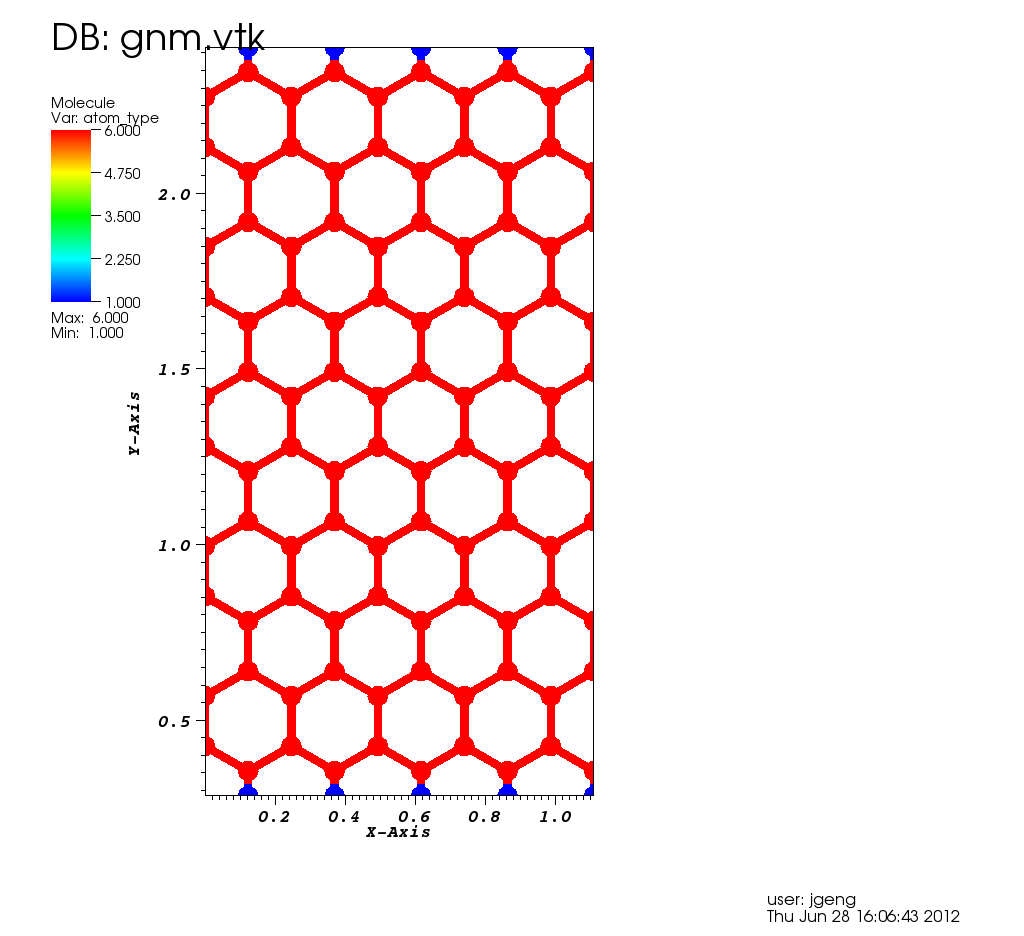 DB: gnm.vtk
Molecule
Var: atom_type
6.000
4.750
3.500
2.250
1.000
Max: 6.000
Min: 1.000
2.0
1.5
1.0
0.5
Y-Axis
0.2 0.4 0.6 0.8 1.0
X-Axis
user: jgeng
Thu Jun 28 16:06:43 2012